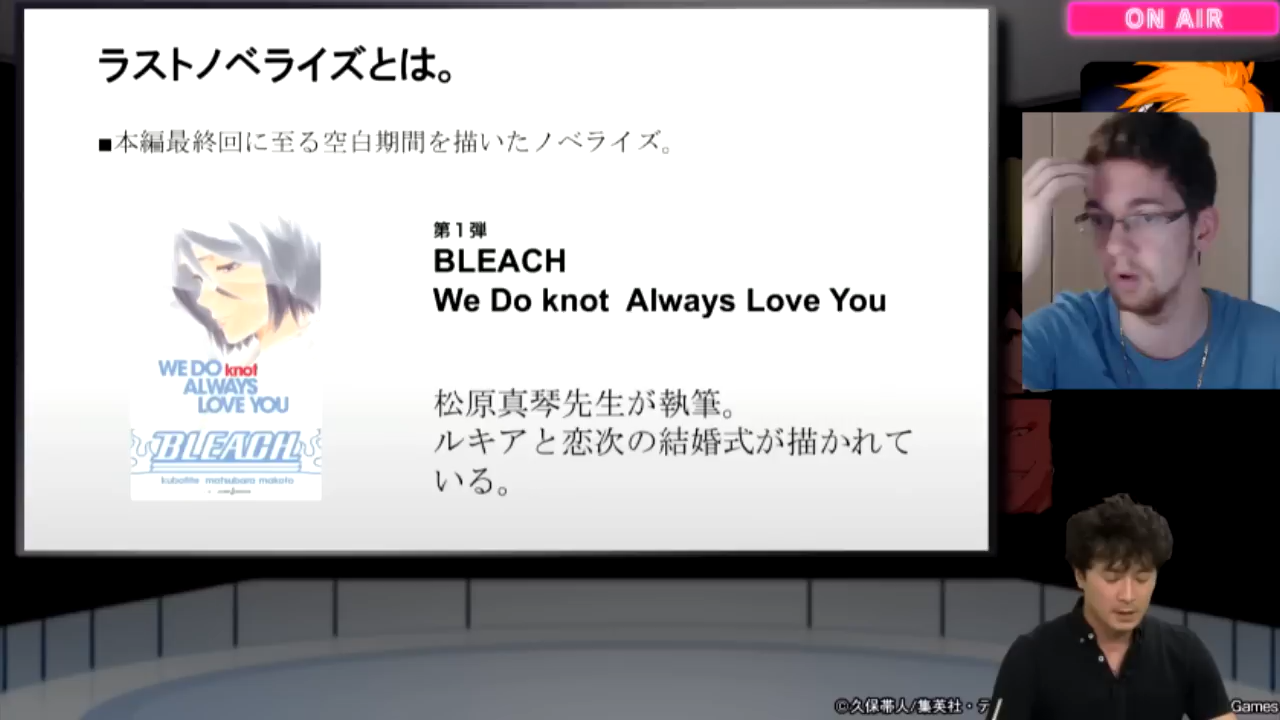 ON AIR
ラストノベライズとは。
■本編最終回に至る空白期間を描いたノベライズ。
第1弾
BLEACH
We Do knot Always Love You
WE DO knot
ALWAYS
LOVE YOU
BLEACH
kubotite matsubara makoto
松原真琴先生が執筆。
ルキアと恋次の結婚式が描かれて
いる。
©久保帯人/集英社・テ
Games